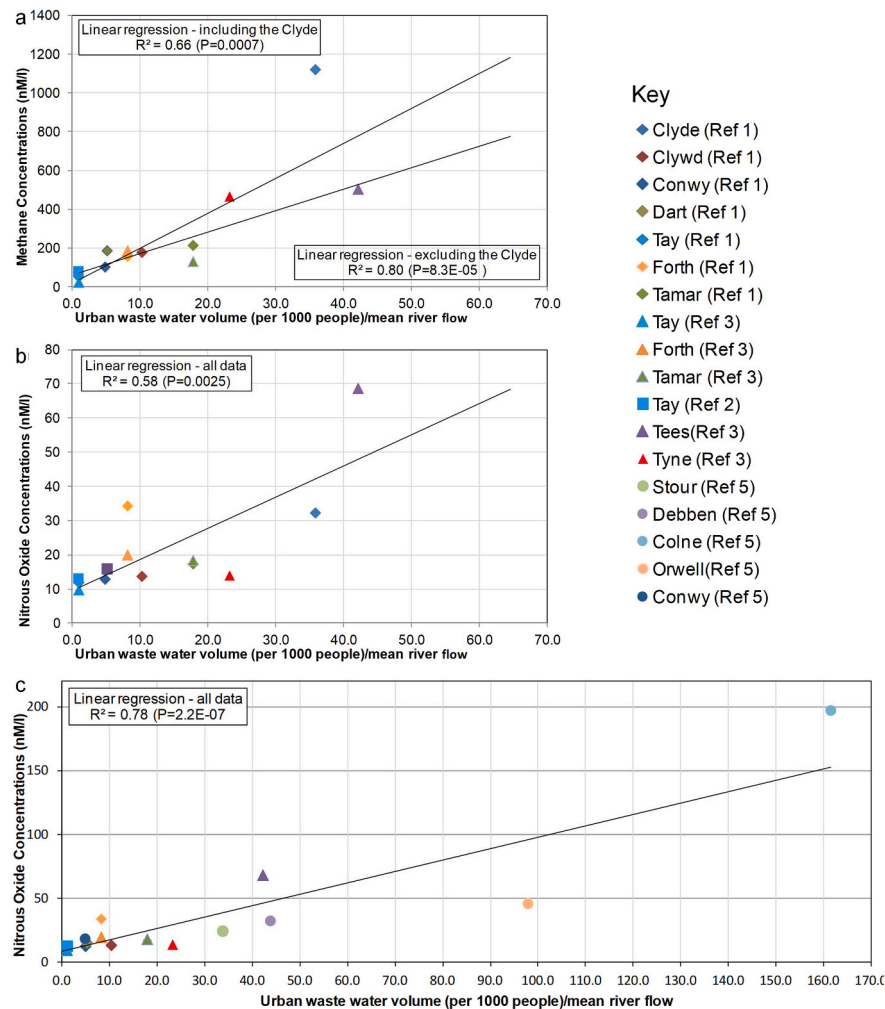 a
Linear regression - including the Clyde
R² = 0.66 (P=0.0007)
Methane Concentrations (nM/l)
1400
1200
1000
800
600
400
200
0
Linear regression - excluding the Clyde
R² = 0.80 (P=8.3E-05 )
0.0 10.0 20.0 30.0 40.0 50.0 60.0 70.0
Urban waste water volume (per 1000 people)/mean river flow
b
Linear regression - all data
R² = 0.58 (P=0.0025)
Nitrous Oxide Concentrations (nM/l)
80
70
60
50
40
30
20
10
0
0.0 10.0 20.0 30.0 40.0 50.0 60.0 70.0
Urban waste water volume (per 1000 people)/mean river flow
Key
Clyde (Ref 1)
Clywd (Ref 1)
Conwy (Ref 1)
Dart (Ref 1)
Tay (Ref 1)
Forth (Ref 1)
Tamar (Ref 1)
Tay (Ref 3)
Forth (Ref 3)
Tamar (Ref 3)
Tay (Ref 2)
Tees(Ref 3)
Tyne (Ref 3)
Stour (Ref 5)
Debben (Ref 5)
Colne (Ref 5)
Orwell(Ref 5)
Conwy (Ref 5)
c
Linear regression - all data
R² = 0.78 (P=2.2E-07
Nitrous Oxide Concentrations (nM/l)
200
150
100
50
0
0.0 10.0 20.0 30.0 40.0 50.0 60.0 70.0 80.0 90.0 100.0 110.0 120.0 130.0 140.0 150.0 160.0 170.0
Urban waste water volume (per 1000 people)/mean river flow